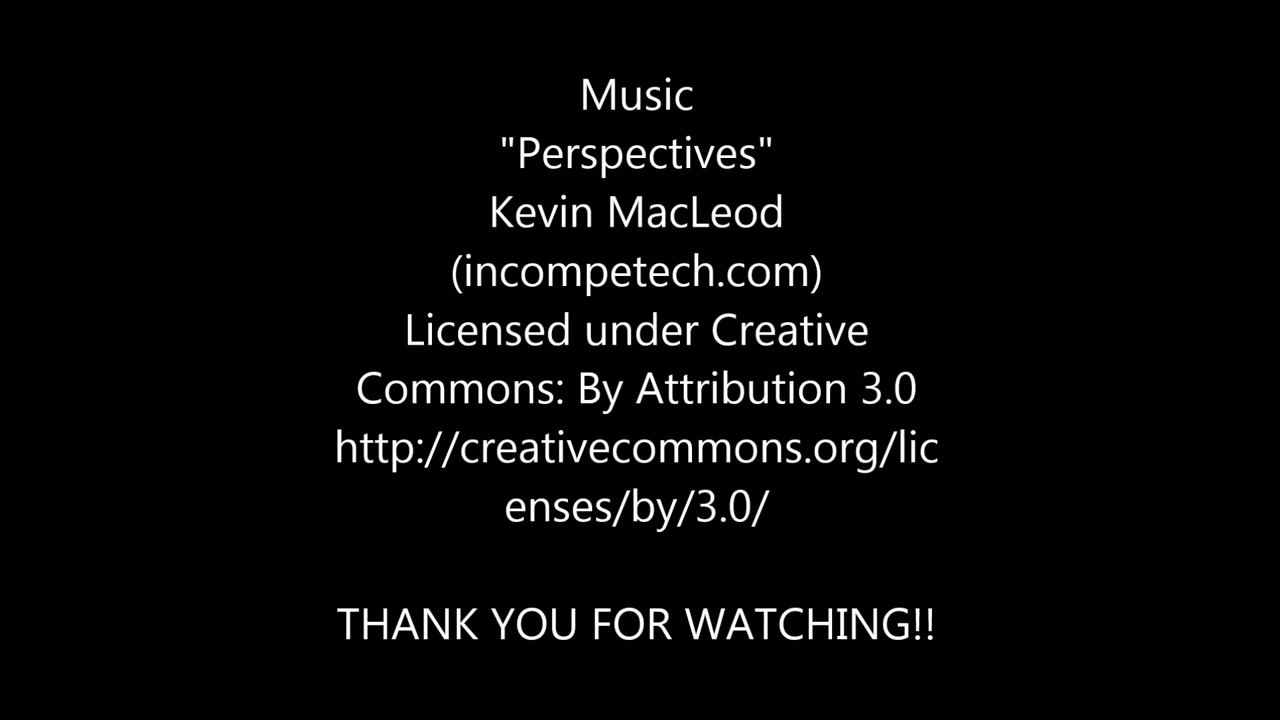 Music
"Perspectives"
Kevin MacLeod
(incompetech.com)
Licensed under Creative
Commons: By Attribution 3.0
http://creativecommons.org/lic
enses/by/3.0/
THANK YOU FOR WATCHING!!